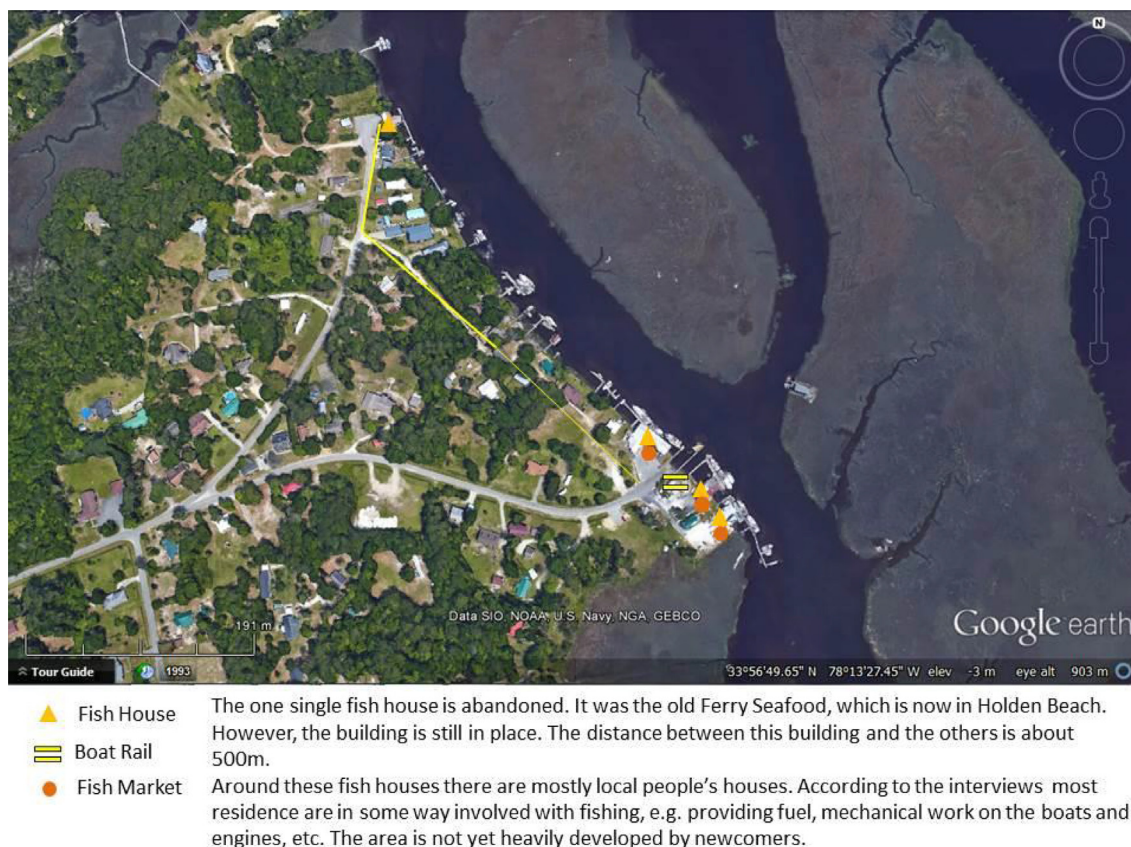 N
Data SIO, NOAA, U.S. Navy, NGA, GEBCO
191 m
Google earth
Tour Guide
1993
33°56'49.65" N 78°13'27.45" W elev -3 m eye alt 903 m
Fish House
The one single fish house is abandoned. It was the old Ferry Seafood, which is now in Holden Beach.
However, the building is still in place. The distance between this building and the others is about
500m.
Boat Rail
Fish Market
Around these fish houses there are mostly local people's houses. According to the interviews most
residence are in some way involved with fishing, e.g. providing fuel, mechanical work on the boats and
engines, etc. The area is not yet heavily developed by newcomers.